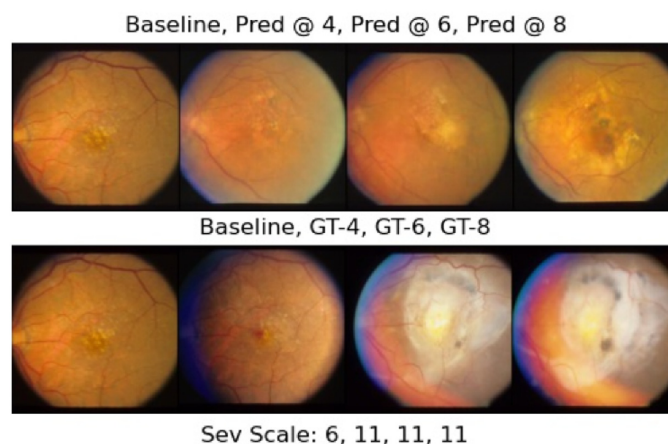 Baseline, Pred @ 4, Pred @ 6, Pred @ 8
Baseline, GT-4, GT-6, GT-8
Sev Scale: 6, 11, 11, 11